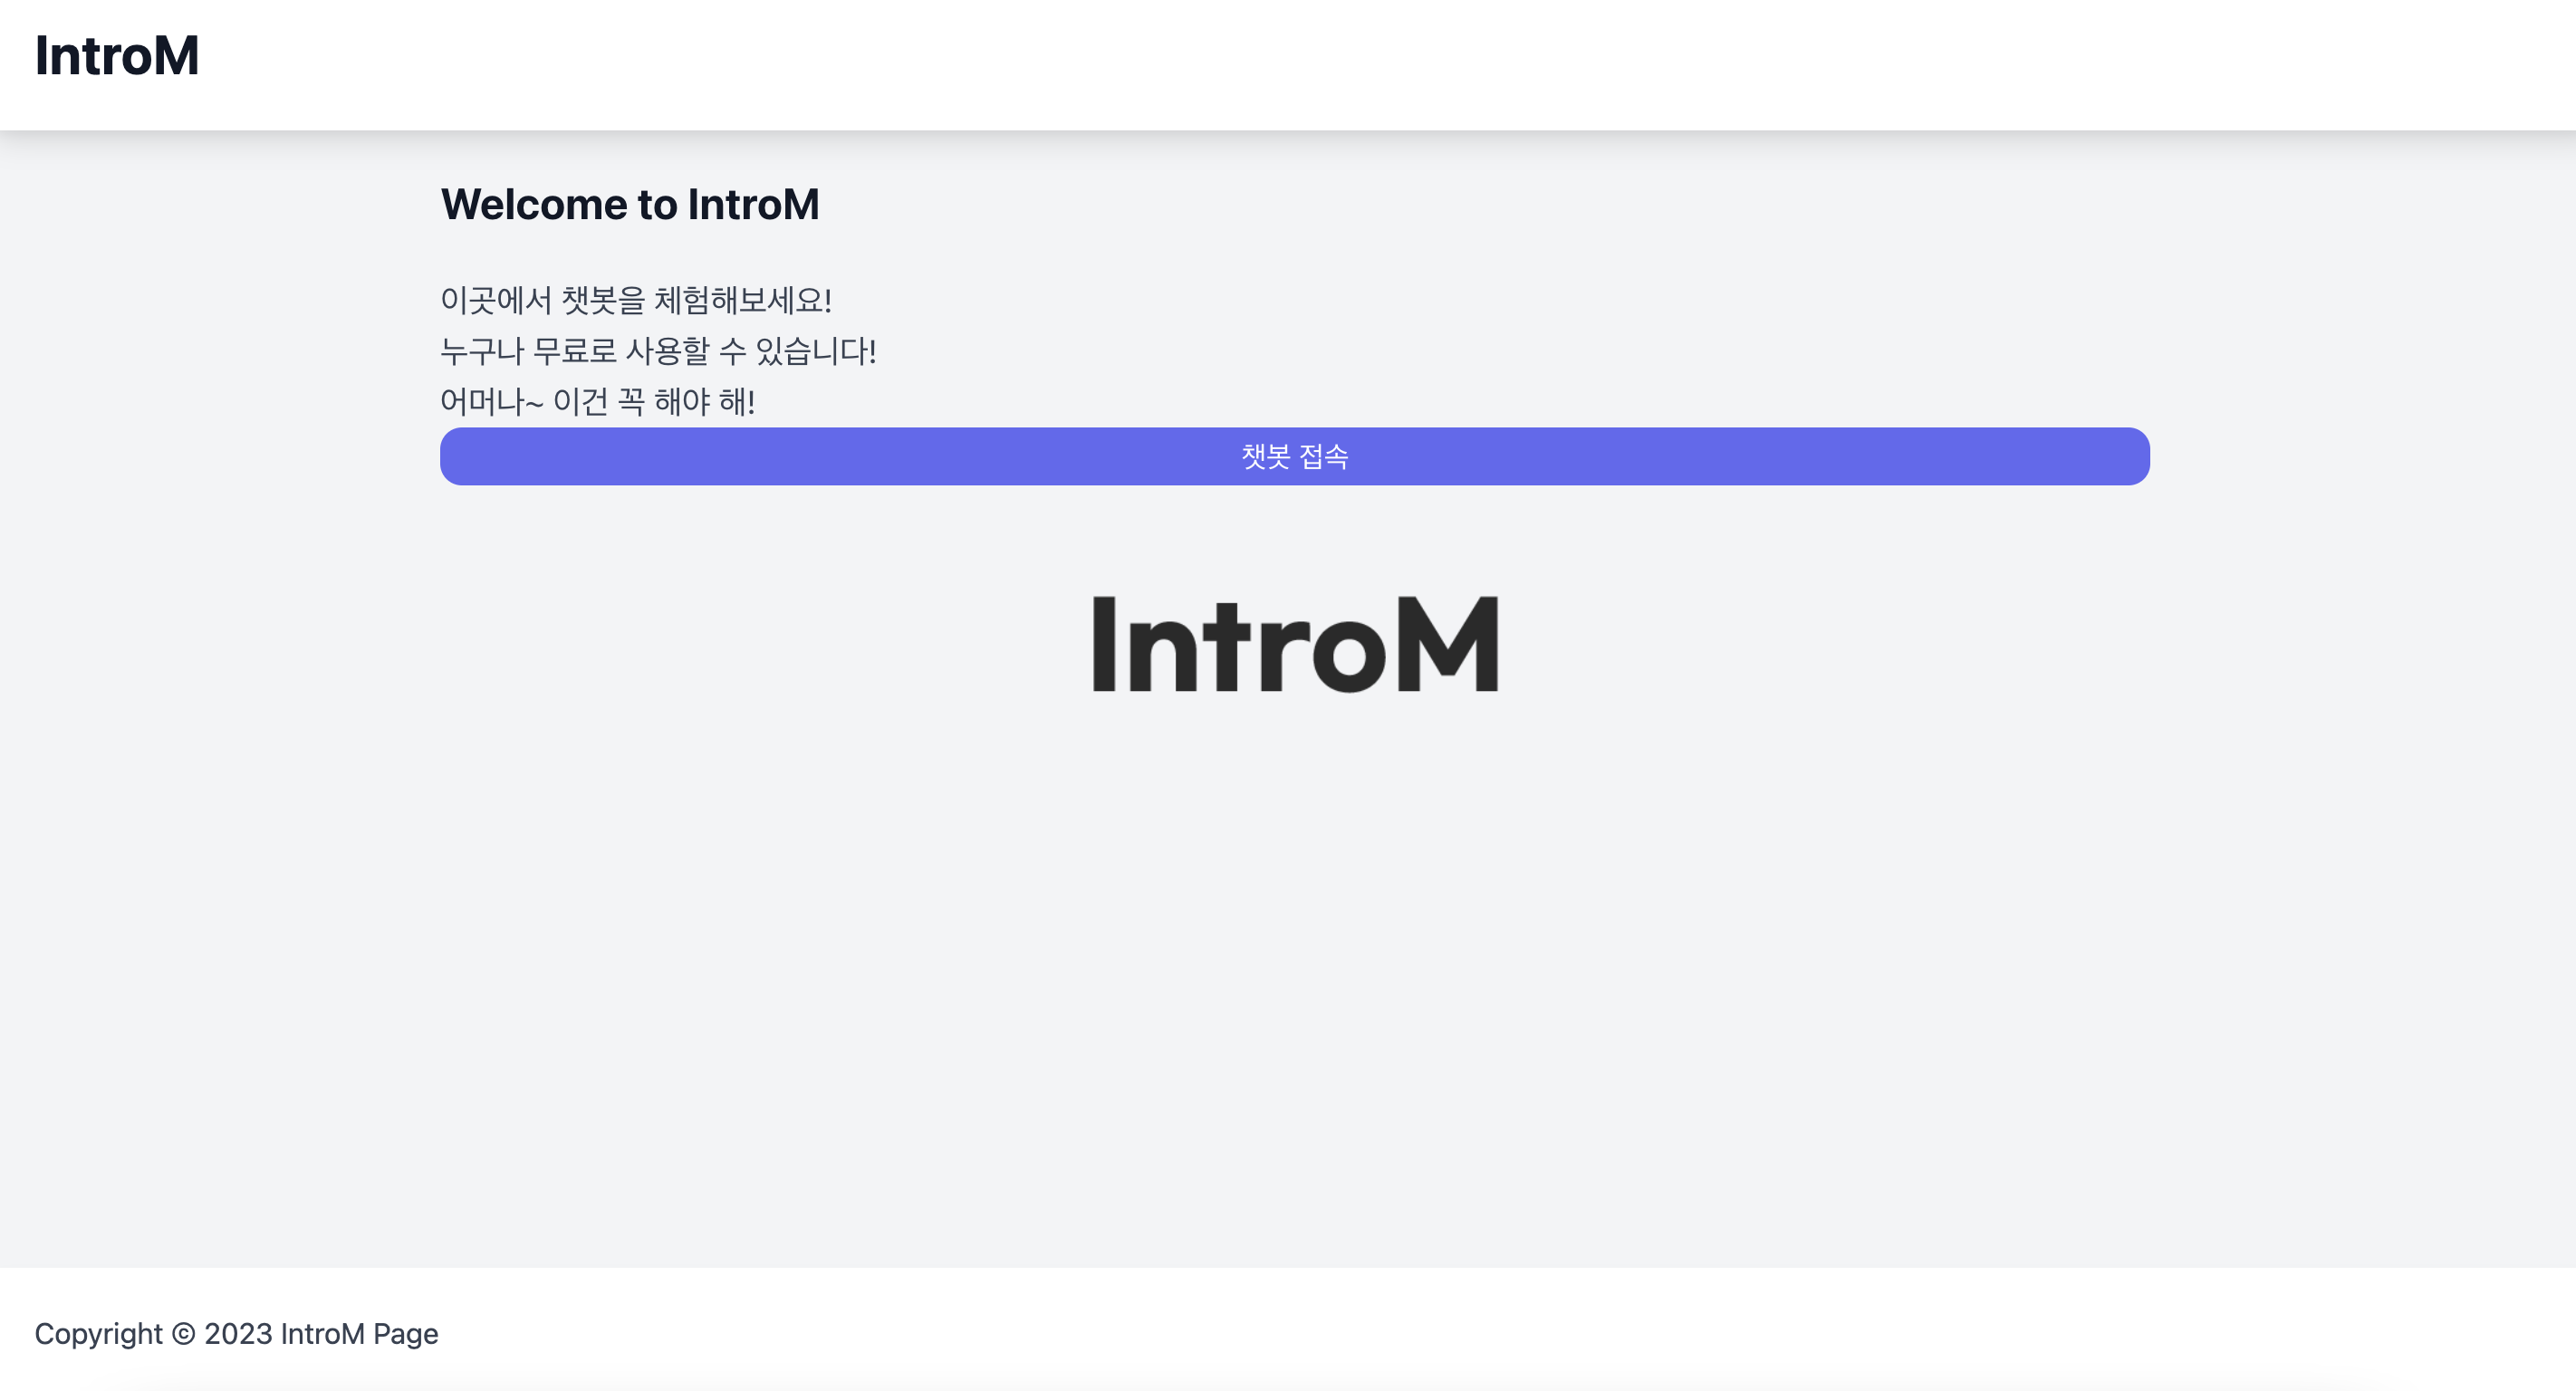 IntroM
Welcome to IntroM
이곳에서 챗봇을 체험해보세요!
누구나 무료로 사용할 수 있습니다!
어머나~ 이건 꼭 해야 해!
챗봇 접속
IntroM
Copyright © 2023 IntroM Page